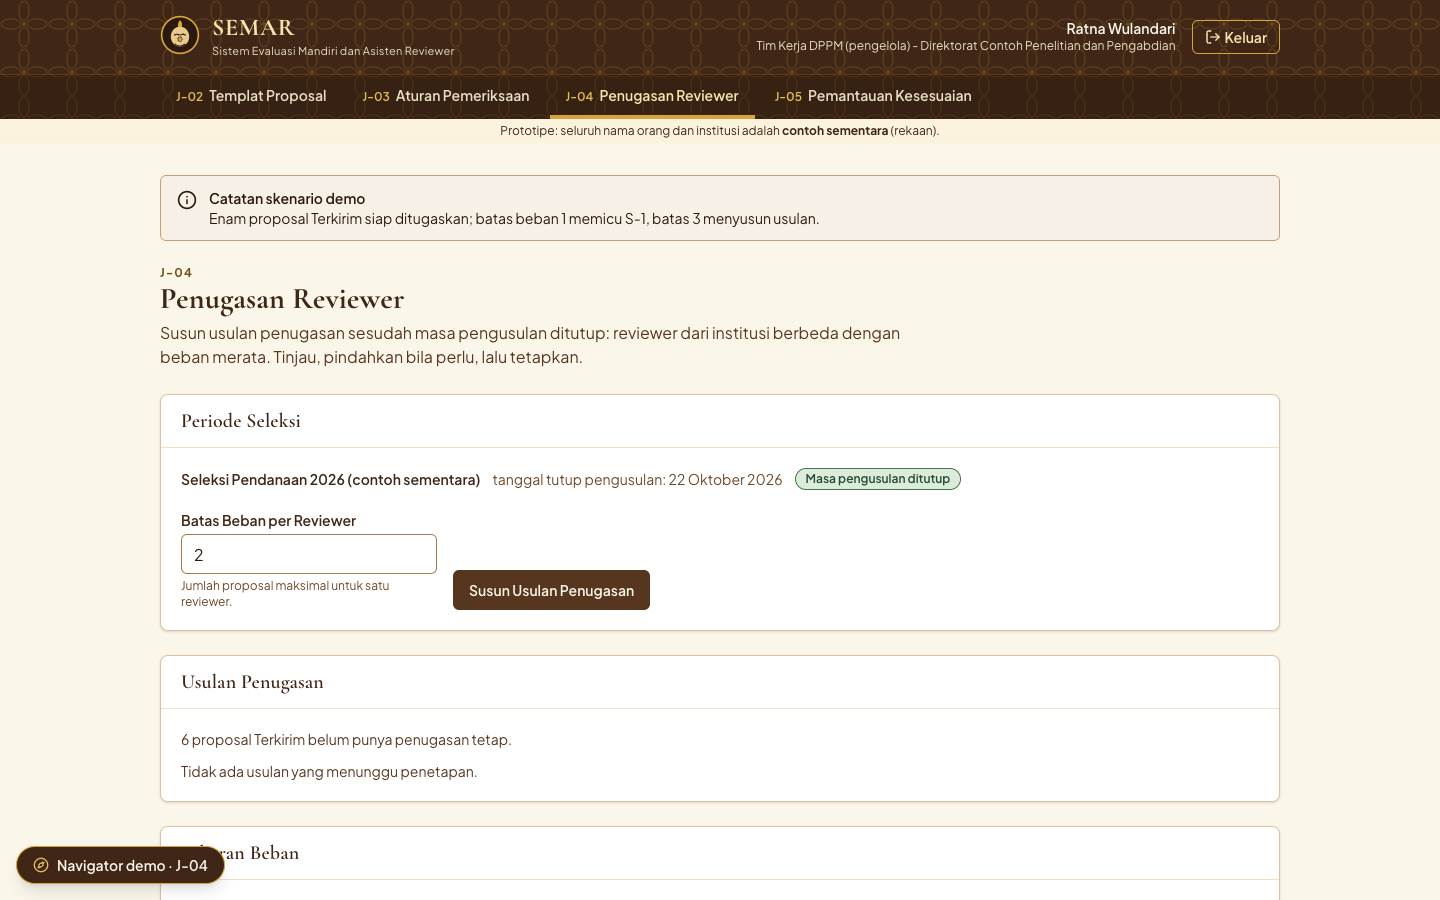 SEMAR
Sistem Evaluasi Mandiri dan Asisten Reviewer
Ratna Wulandari
Tim Kerja DPPM (pengelola) - Direktorat Contoh Penelitian dan Pengabdian
Keluar
J-02 Templat Proposal
J-03 Aturan Pemeriksaan
J-04 Penugasan Reviewer
J-05 Pemantauan Kesesuaian
Prototipe: seluruh nama orang dan institusi adalah contoh sementara (rekaan).
Catatan skenario demo
Enam proposal Terkirim siap ditugaskan; batas beban 1 memicu S-1, batas 3 menyusun usulan.
J-04
Penugasan Reviewer
Susun usulan penugasan sesudah masa pengusulan ditutup: reviewer dari institusi berbeda dengan
beban merata. Tinjau, pindahkan bila perlu, lalu tetapkan.
Periode Seleksi
Seleksi Pendanaan 2026 (contoh sementara) tanggal tutup pengusulan: 22 Oktober 2026 Masa pengusulan ditutup
Batas Beban per Reviewer
2
Jumlah proposal maksimal untuk satu
reviewer.
Susun Usulan Penugasan
Usulan Penugasan
6 proposal Terkirim belum punya penugasan tetap.
Tidak ada usulan yang menunggu penetapan.
Beban
Navigator demo · J-04